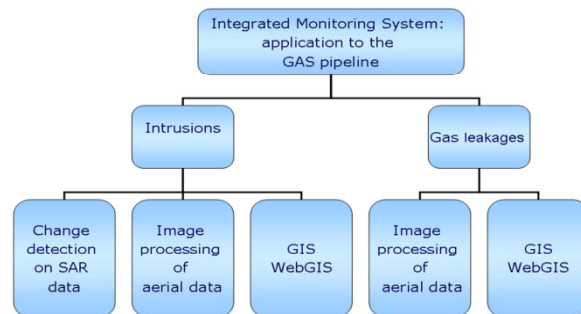 Integrated Monitoring System:
application to the
GAS pipeline
Intrusions
Gas leakages
Change
detection
on SAR
data
Image
processing
of
aerial data
GIS
WebGIS
Image
processing
of
aerial data
GIS
WebGIS